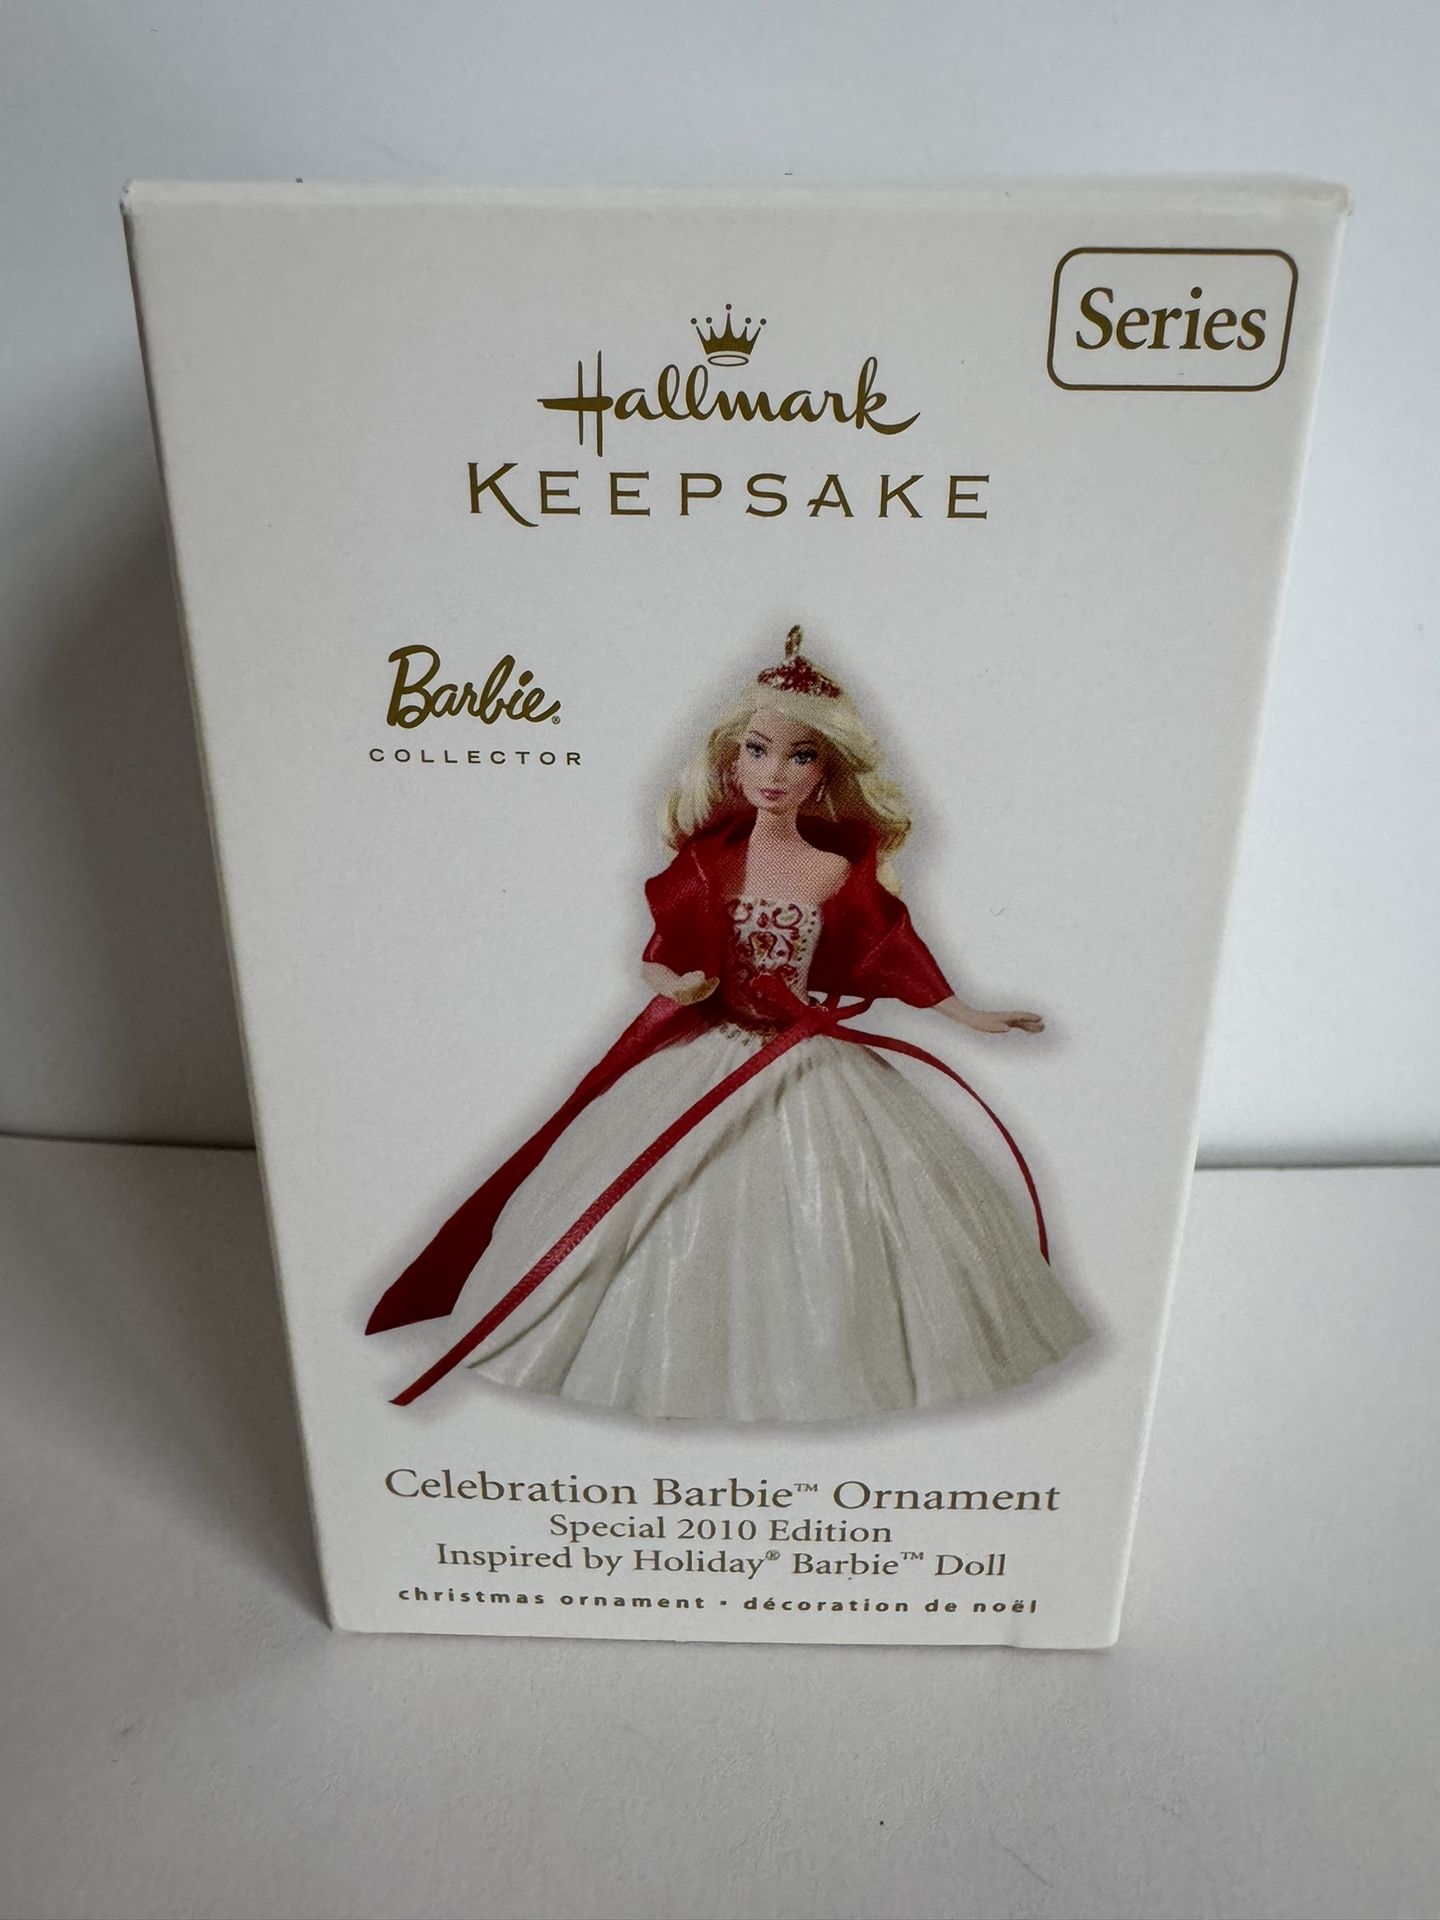 Series
Hallmark
KEEPSAKE
Barbie®
COLLECTOR
Celebration Barbie™ Ornament
Special 2010 Edition
Inspired by Holiday® Barbie™ Doll
christmas ornament • décoration de noël